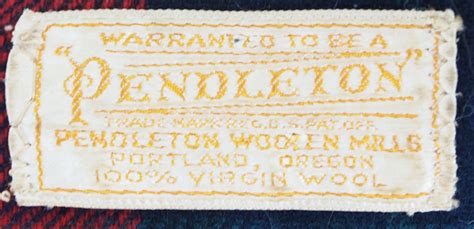 WARRANTED TO BE A
"PENDLETON"
TRADE MARK REG. U.S. PAT. OFF.
PENDLETON WOOLEN MILLS
PORTLAND, OREGON
100% VIRGIN WOOL